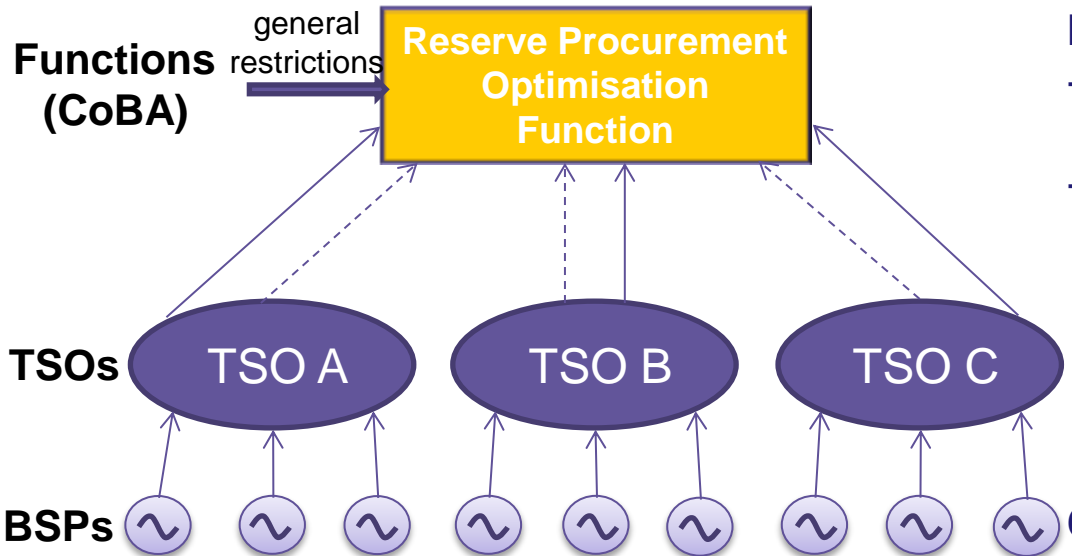 general
restrictions
Functions
(CoBA)
Reserve Procurement
Optimisation
Function
TSOs
TSO A
TSO B
TSO C
BSPs